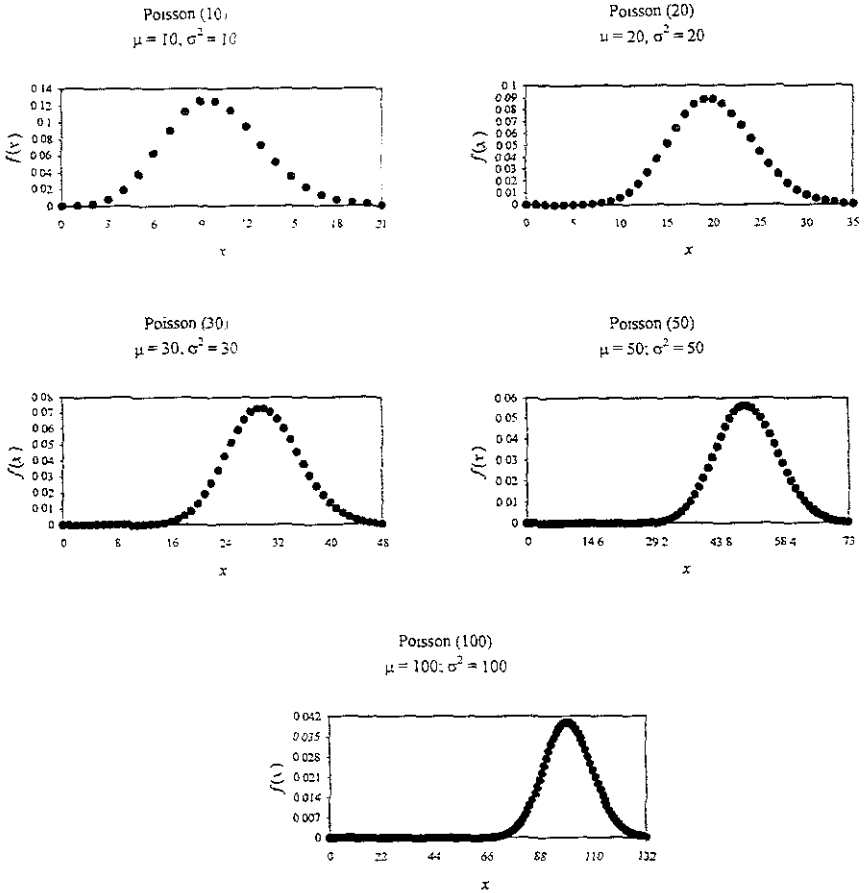 Poisson (10)
μ = 10, σ² = 10
0 14
0 12
0 1
0.08
0.06
0 04
0 02
0
f(x)
0 3 6 9 12 5 18 21
x
Poisson (20)
μ = 20, σ² = 20
0 1
0 09
0 08
0 07
0 06
0 05
0 04
0 03
0 02
0 01
0
f(x)
0 5 10 15 20 25 30 35
x
Poisson (30)
μ = 30, σ² = 30
0 08
0 07
0 06
0 05
0 04
0 03
0 02
0 01
0
f(x)
0 8 16 24 32 40 48
x
Poisson (50)
μ = 50; σ² = 50
0 06
0 05
0 04
0 03
0 02
0 01
0
f(x)
0 14 6 29 2 43 8 58 4 73
x
Poisson (100)
μ = 100; σ² = 100
0 042
0 035
0 028
0 021
0 014
0 007
0
f(x)
0 22 44 66 88 110 132
x